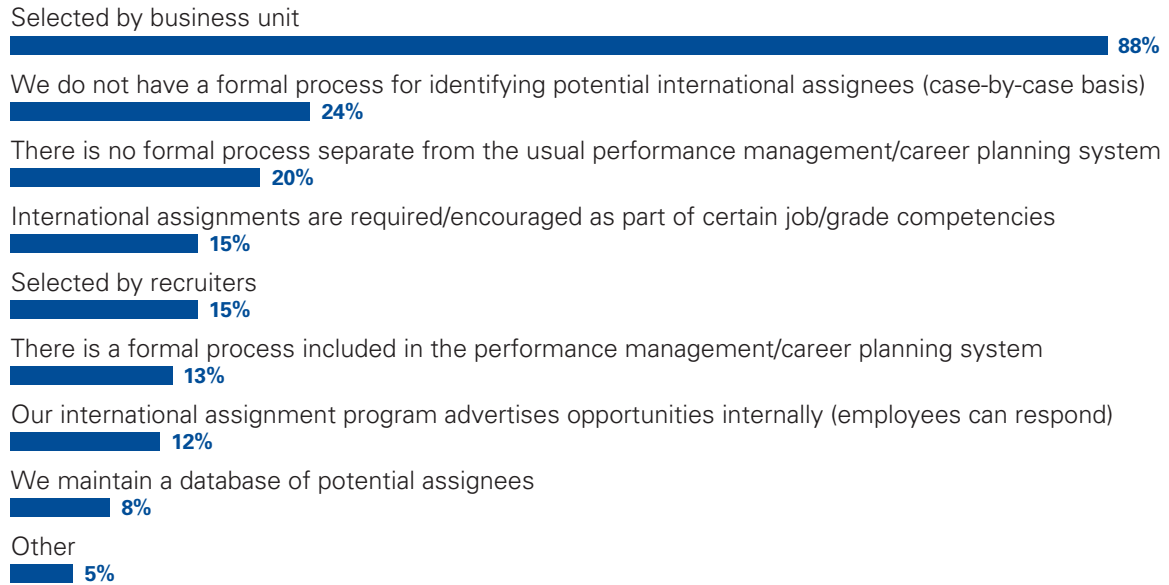 Selected by business unit
88%
We do not have a formal process for identifying potential international assignees (case-by-case basis)
24%
There is no formal process separate from the usual performance management/career planning system
20%
International assignments are required/encouraged as part of certain job/grade competencies
15%
Selected by recruiters
15%
There is a formal process included in the performance management/career planning system
13%
Our international assignment program advertises opportunities internally (employees can respond)
12%
We maintain a database of potential assignees
8%
Other
5%